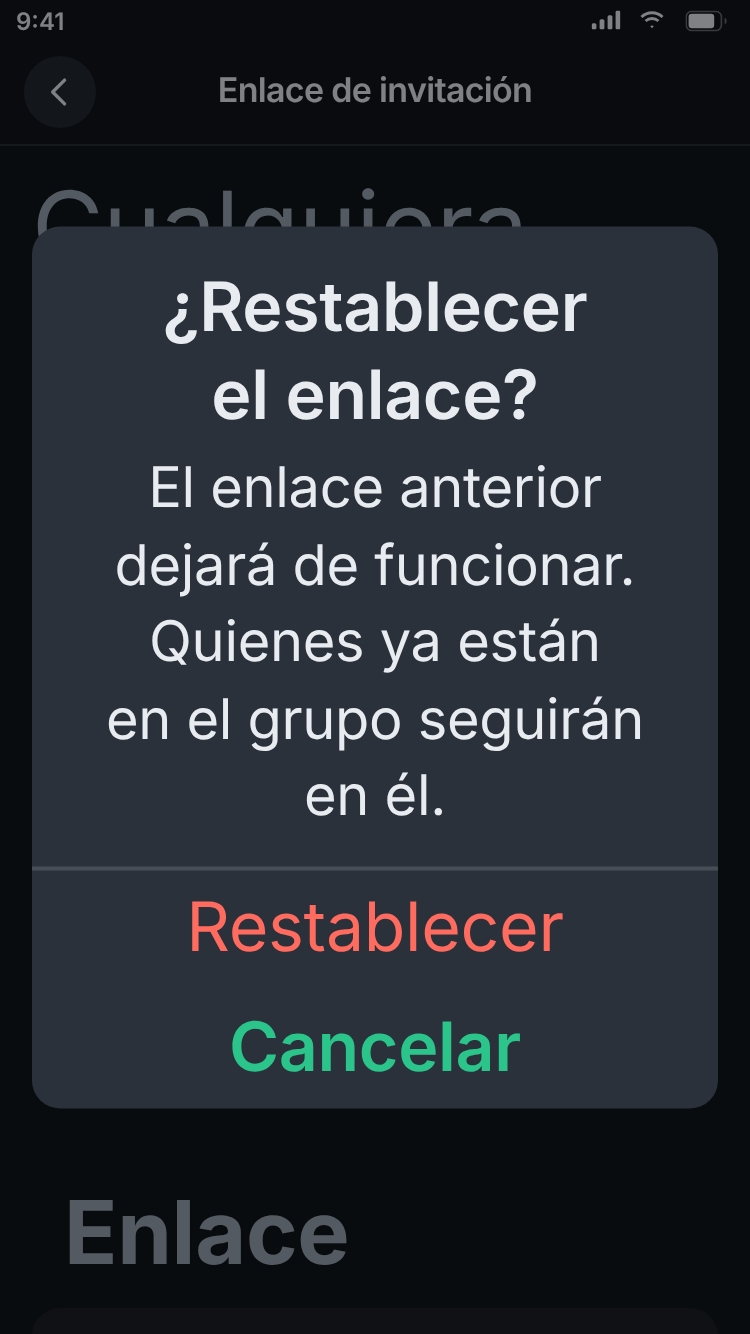 9:41
Enlace de invitación
Cualquiera
¿Restablecer
el enlace?
El enlace anterior
dejará de funcionar.
Quienes ya están
en el grupo seguirán
en él.
Restablecer
Cancelar
Enlace